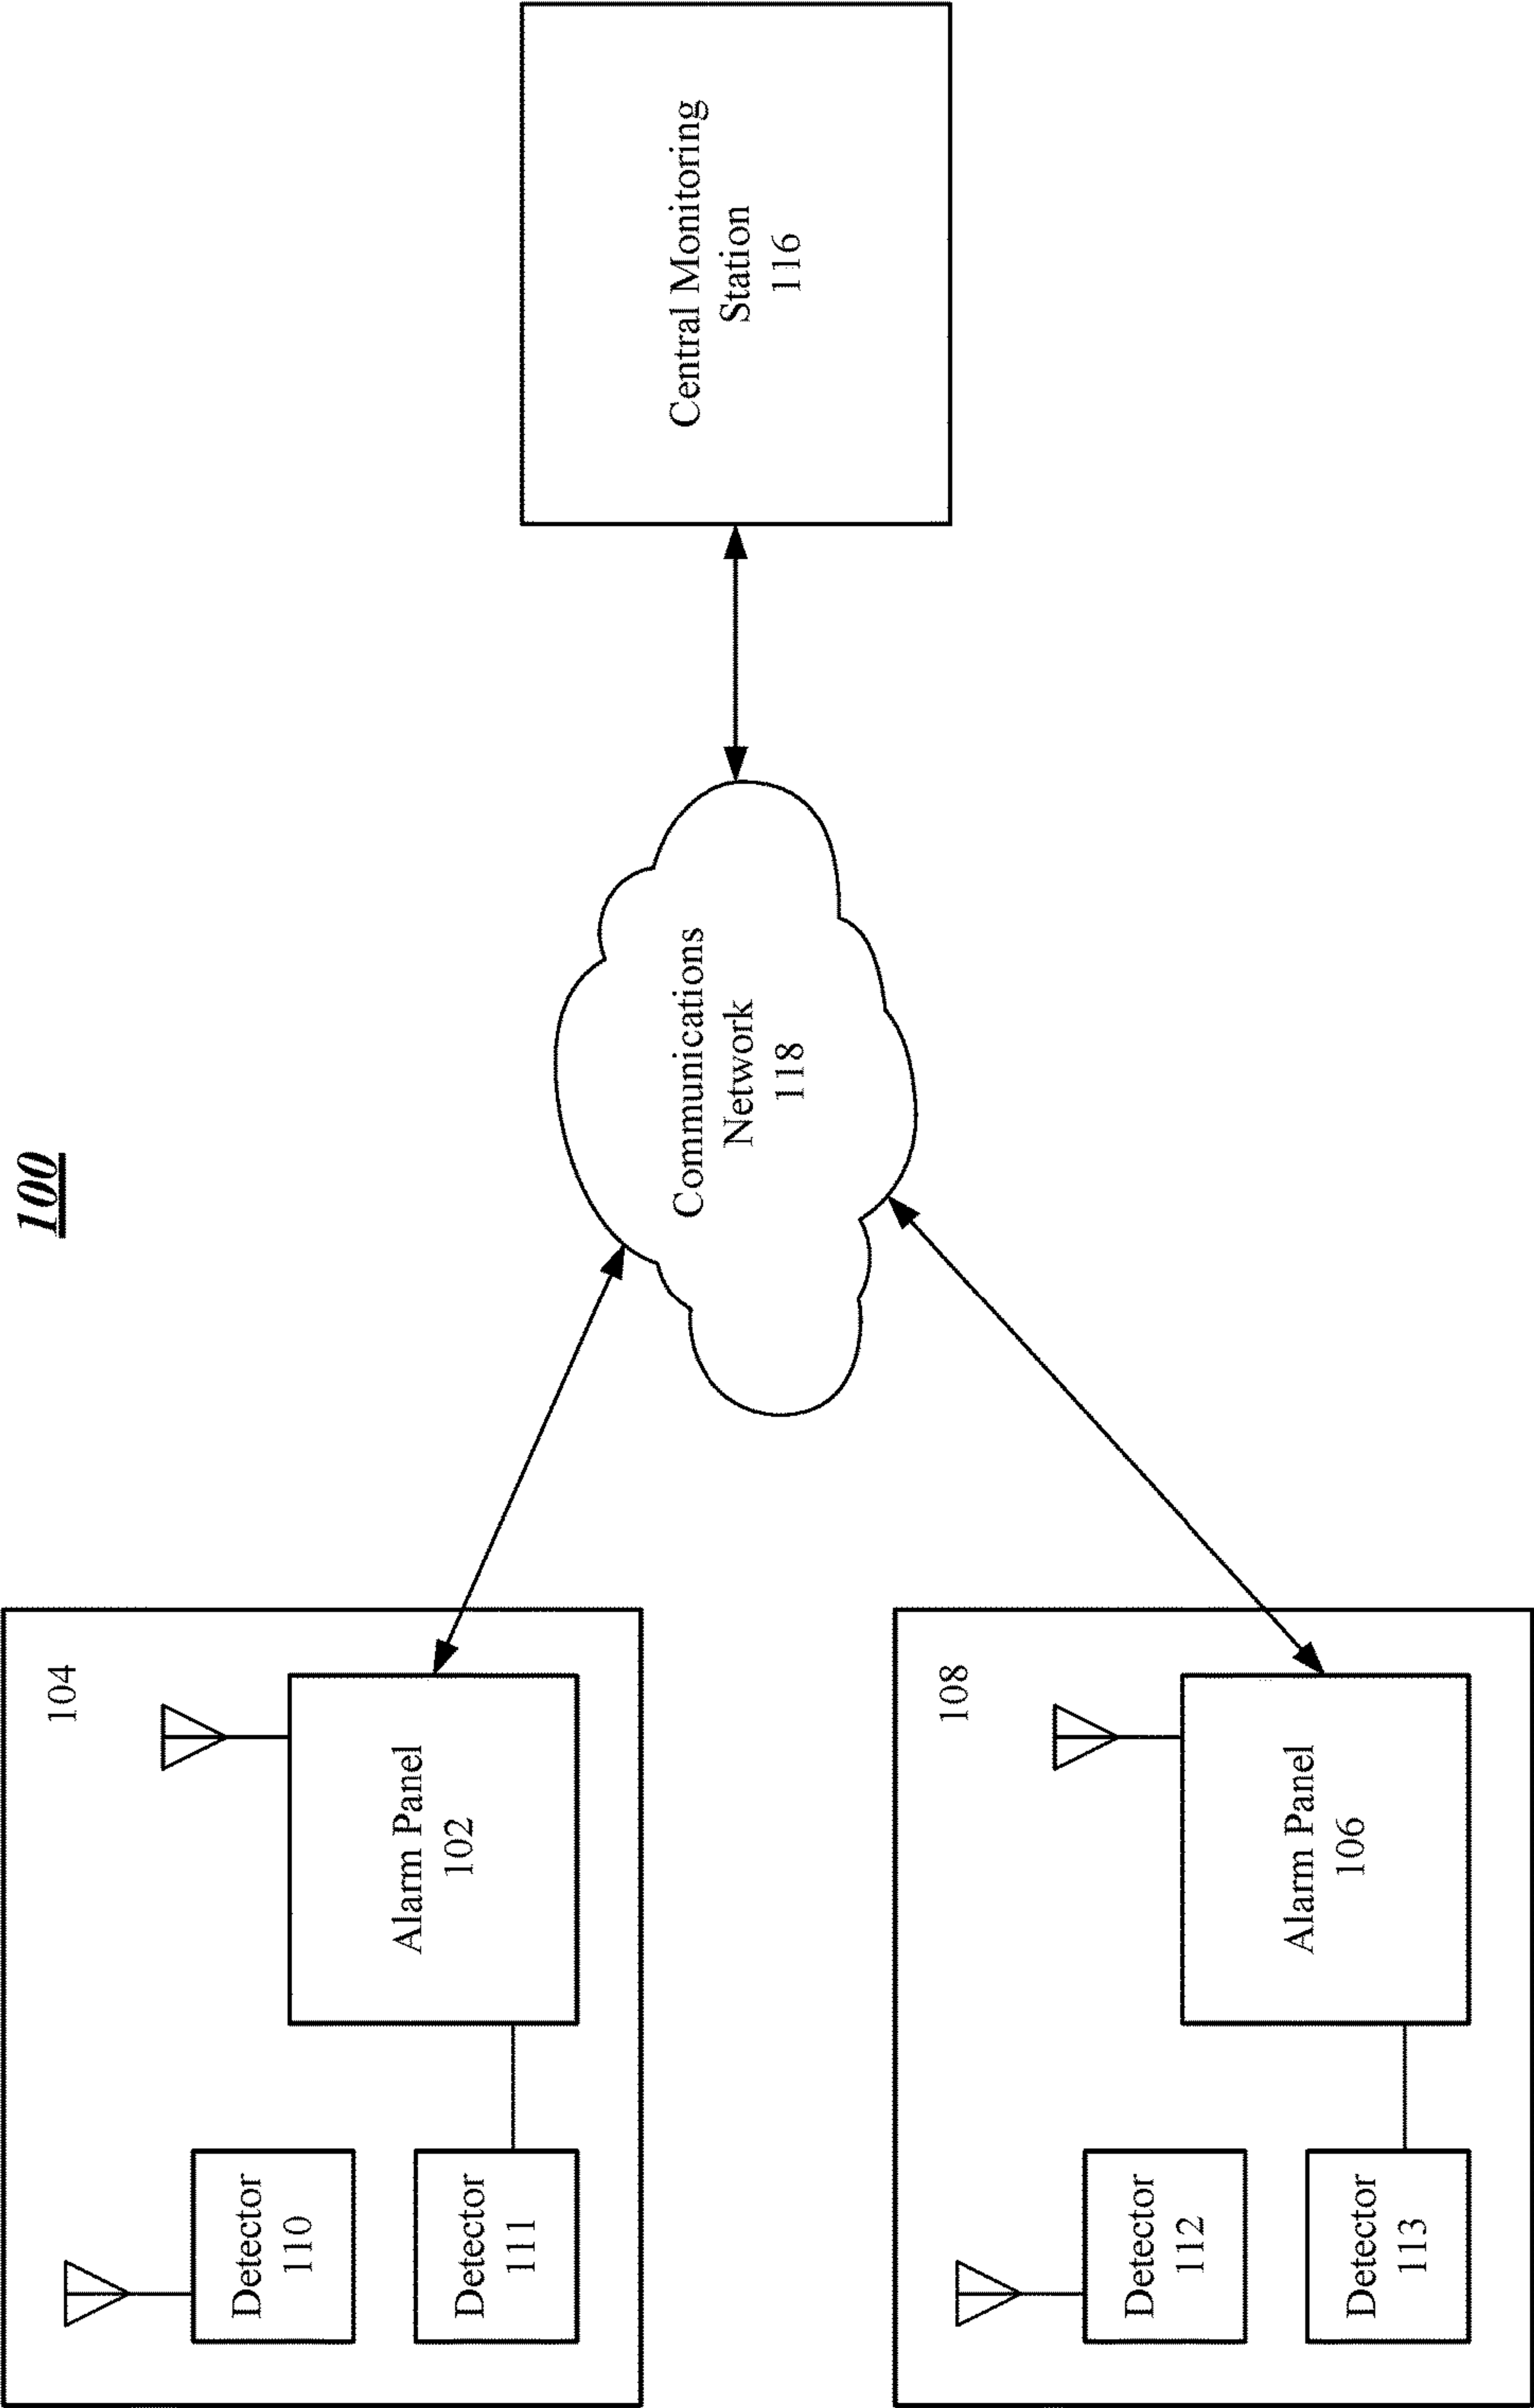 100
104
Detector
110
Detector
111
Alarm Panel
102
108
Detector
112
Detector
113
Alarm Panel
106
Communications
Network
118
Central Monitoring
Station
116